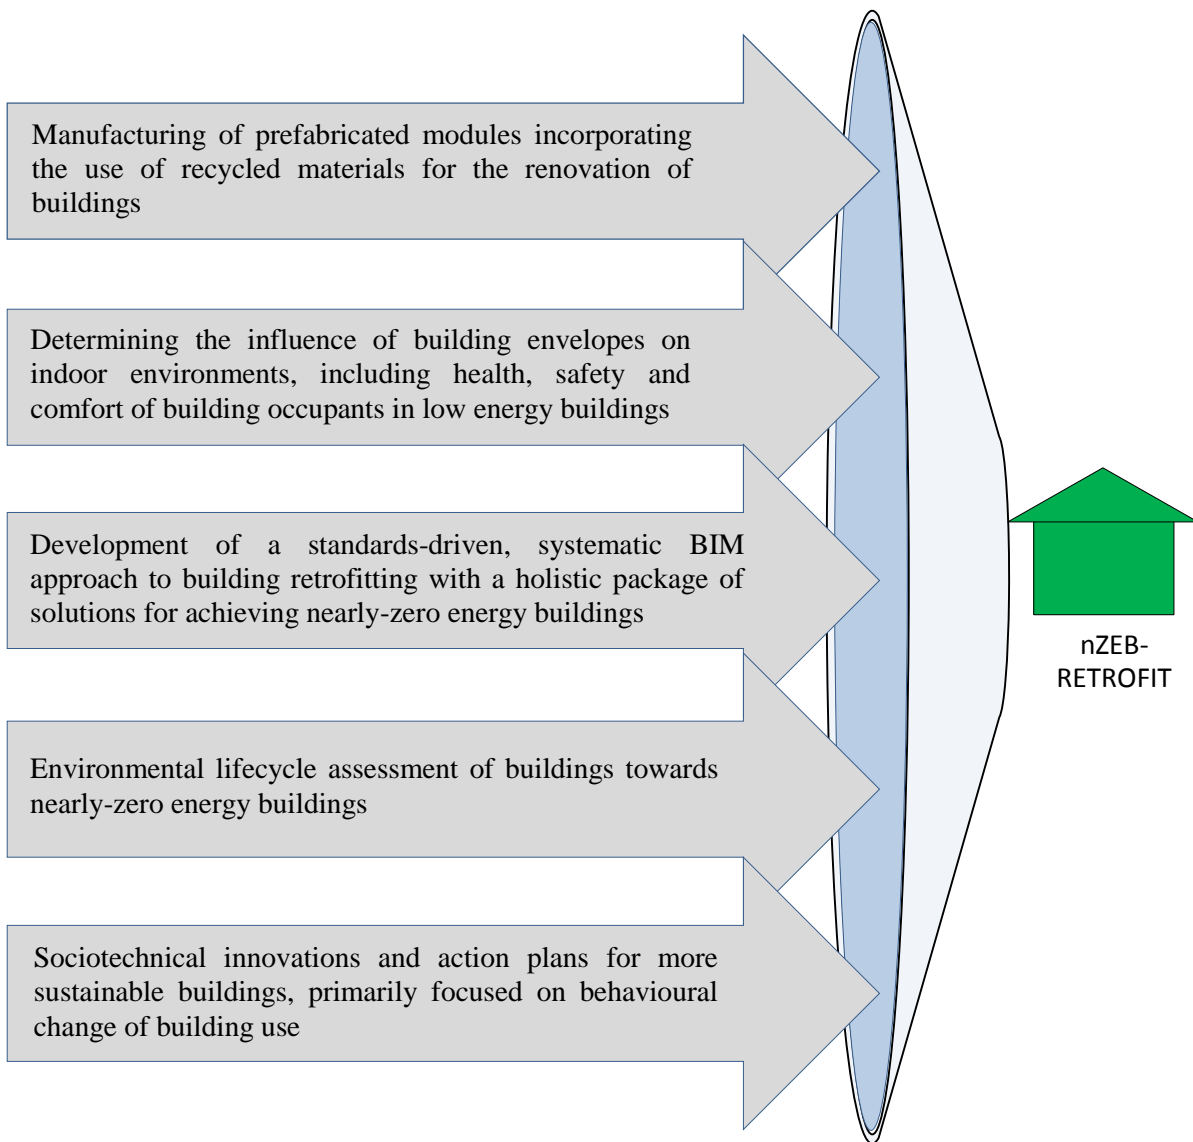 Manufacturing of prefabricated modules incorporating
the use of recycled materials for the renovation of
buildings
Determining the influence of building envelopes on
indoor environments, including health, safety and
comfort of building occupants in low energy buildings
Development of a standards-driven, systematic BIM
approach to building retrofitting with a holistic package of
solutions for achieving nearly-zero energy buildings
Environmental lifecycle assessment of buildings towards
nearly-zero energy buildings
Sociotechnical innovations and action plans for more
sustainable buildings, primarily focused on behavioural
change of building use
nZEB-
RETROFIT